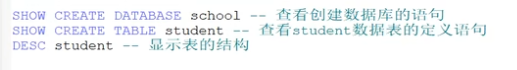 SHOW CREATE DATABASE school -- 查看创建数据库的语句
SHOW CREATE TABLE student -- 查看student数据表的定义语句
DESC student -- 显示表的结构